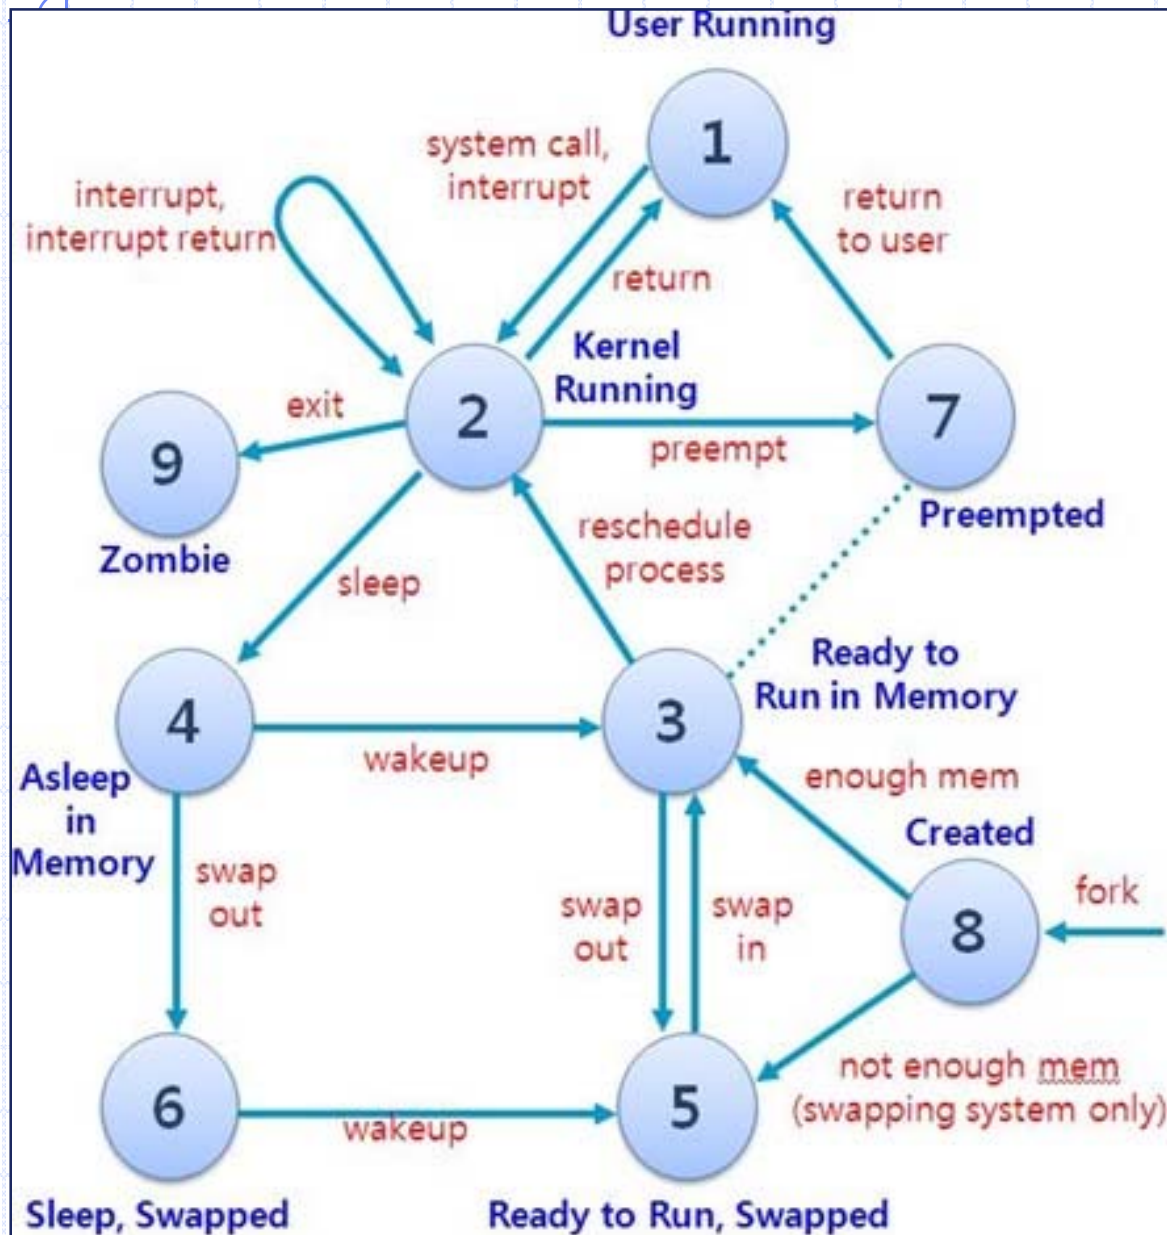 User Running
1
system call,
interrupt
interrupt,
interrupt return
return
to user
return
Kernel
Running
2
7
exit
9
preempt
Preempted
Zombie
reschedule
process
sleep
Ready to
Run in Memory
4
3
wakeup
Asleep
in
Memory
enough mem
Created
swap
out
swap
out
swap
in
fork
8
not enough mem
(swapping system only)
6
5
wakeup
Sleep, Swapped
Ready to Run, Swapped